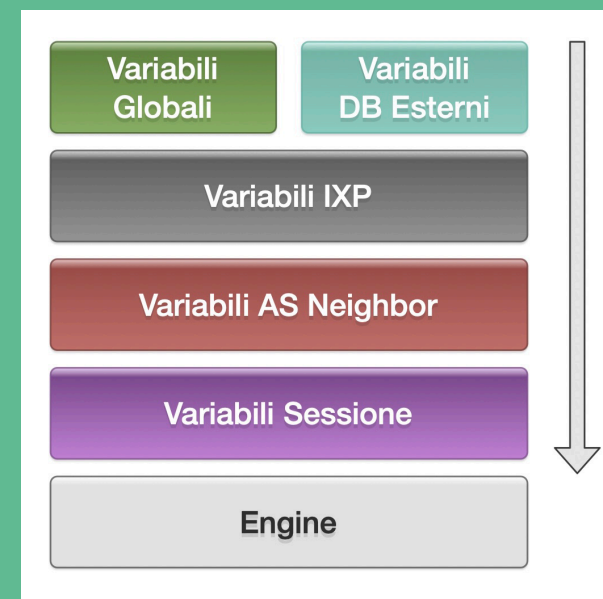 Variabili
Globali
Variabili
DB Esterni
Variabili IXP
Variabili AS Neighbor
Variabili Sessione
Engine